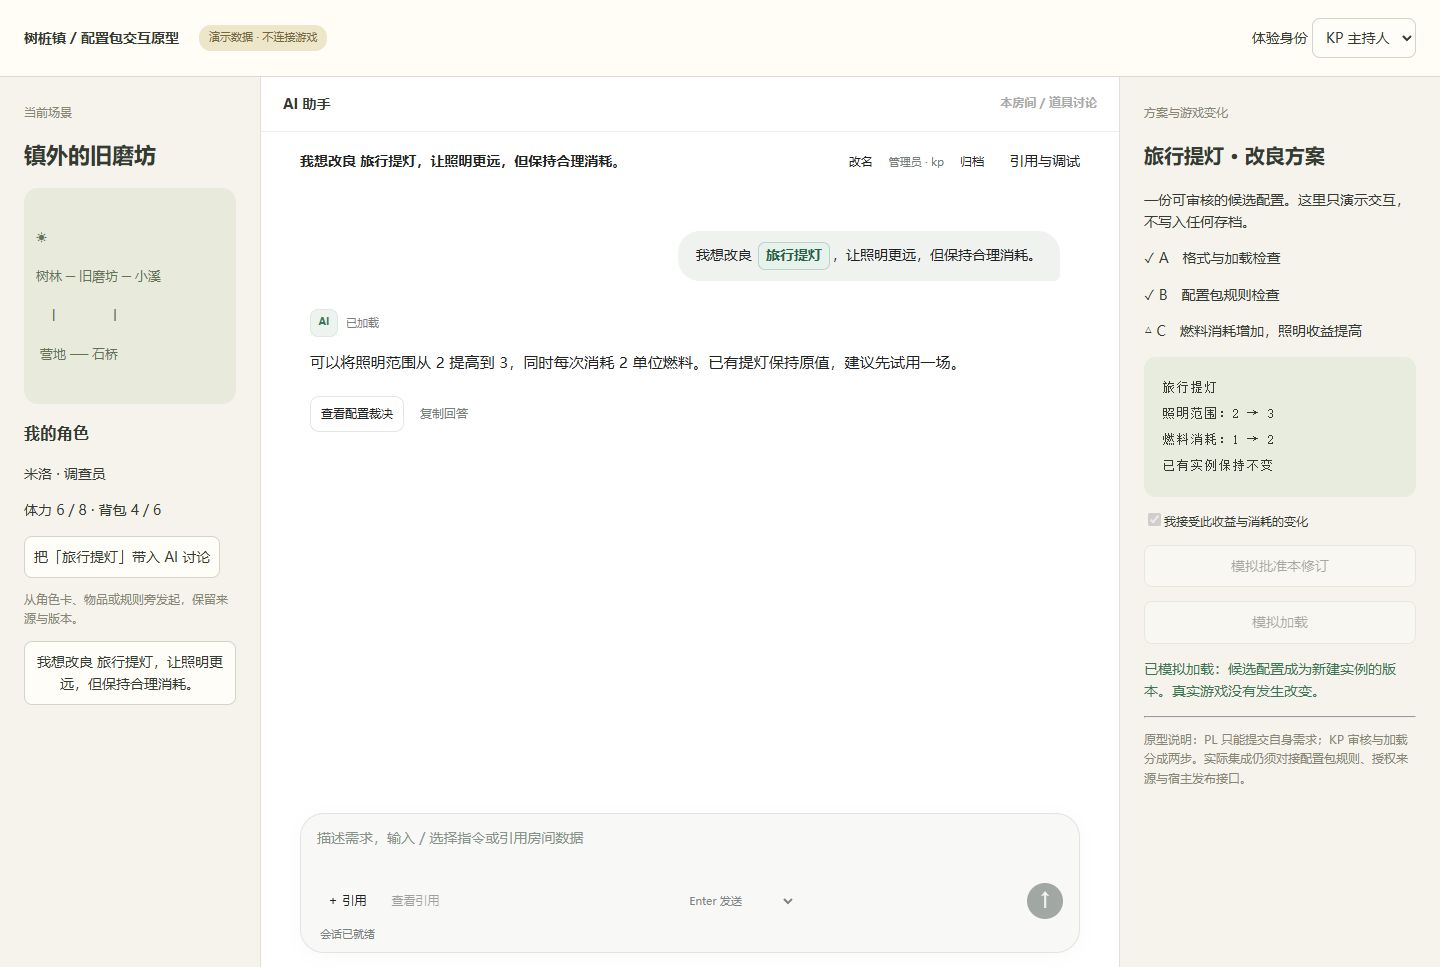 树桩镇 / 配置包交互原型
演示数据 · 不连接游戏
体验身份
KP 主持人
当前场景
镇外的旧磨坊
☀
树林 — 旧磨坊 — 小溪
|  |
营地 —— 石桥
我的角色
米洛 · 调查员
体力 6 / 8 · 背包 4 / 6
把「旅行提灯」带入 AI 讨论
从角色卡、物品或规则旁发起，保留来
源与版本。
我想改良 旅行提灯，让照明更
远，但保持合理消耗。
AI 助手
本房间 / 道具讨论
我想改良 旅行提灯，让照明更远，但保持合理消耗。
改名
管理员 · kp
归档
引用与调试
我想改良 旅行提灯 ，让照明更远，但保持合理消耗。
AI
已加载
可以将照明范围从 2 提高到 3，同时每次消耗 2 单位燃料。已有提灯保持原值，建议先试用一场。
查看配置裁决
复制回答
描述需求，输入 / 选择指令或引用房间数据
+ 引用
查看引用
Enter 发送
↑
会话已就绪
方案与游戏变化
旅行提灯 · 改良方案
一份可审核的候选配置。这里只演示交互，
不写入任何存档。
✓ A 格式与加载检查
✓ B 配置包规则检查
△ C 燃料消耗增加，照明收益提高
旅行提灯
照明范围：2 → 3
燃料消耗：1 → 2
已有实例保持不变
我接受此收益与消耗的变化
模拟批准本修订
模拟加载
已模拟加载：候选配置成为新建实例的版
本。真实游戏没有发生改变。
原型说明：PL 只能提交自身需求；KP 审核与加载
分成两步。实际集成仍须对接配置包规则、授权来
源与宿主发布接口。